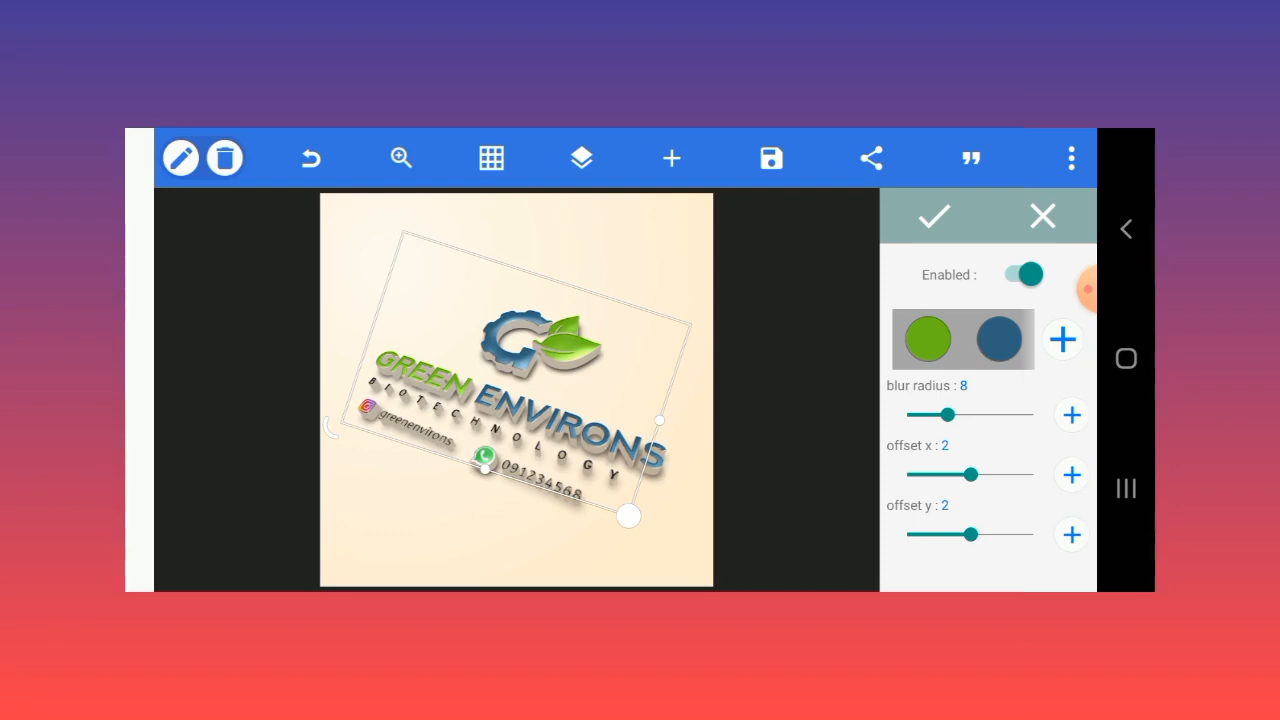 Enabled :
blur radius : 8
offset x : 2
offset y : 2
GREEN ENVIRONS
BIOTECHNOLOGY
greenenvirons
091234568